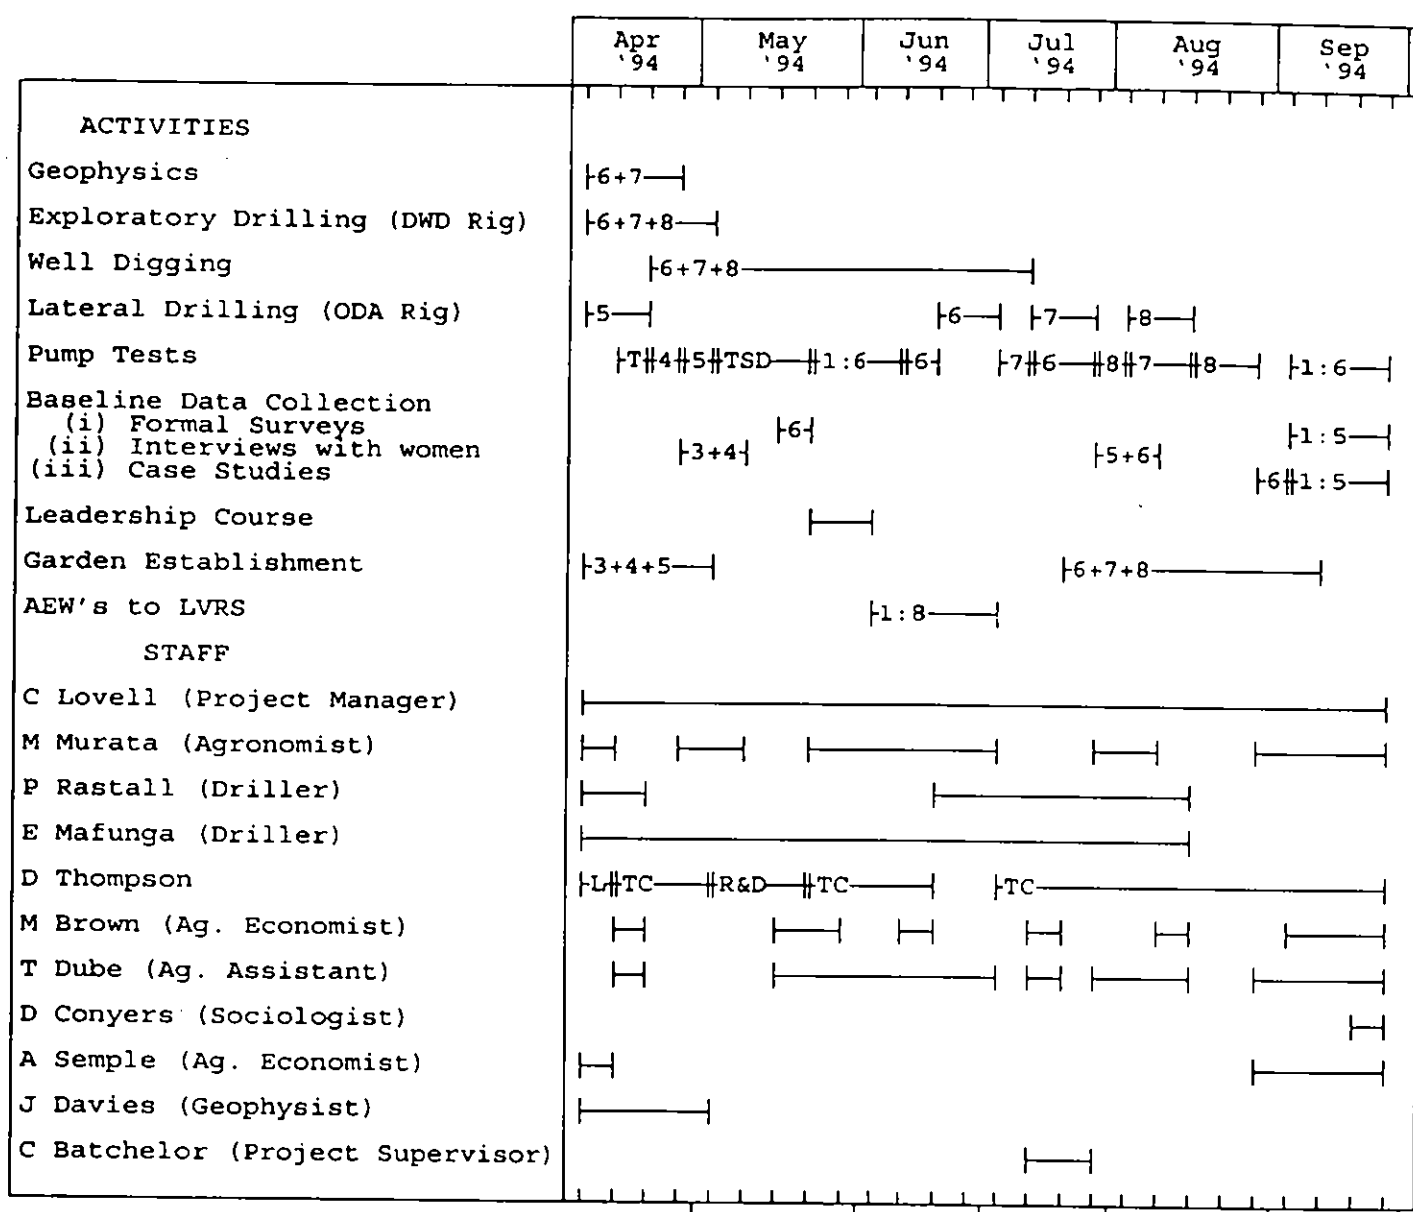 Apr May Jun Jul Aug Sep
'94 '94 '94 '94 '94 '94
ACTIVITIES
Geophysics 6+7
Exploratory Drilling (DWD Rig) 6+7+8
Well Digging 6+7+8
Lateral Drilling (ODA Rig) 5 6 7 8
Pump Tests T 4 5 TSD 1:6 6 7 6 8 7 8 1:6
Baseline Data Collection
(i) Formal Surveys 6 1:5
(ii) Interviews with women 3+4 5+6
(iii) Case Studies 6 1:5
Leadership Course
Garden Establishment 3+4+5 6+7+8
AEW's to LVRS 1:8
STAFF
C Lovell (Project Manager)
M Murata (Agronomist)
P Rastall (Driller)
E Mafunga (Driller)
D Thompson L TC R&D TC TC
M Brown (Ag. Economist)
T Dube (Ag. Assistant)
D Conyers (Sociologist)
A Semple (Ag. Economist)
J Davies (Geophysist)
C Batchelor (Project Supervisor)